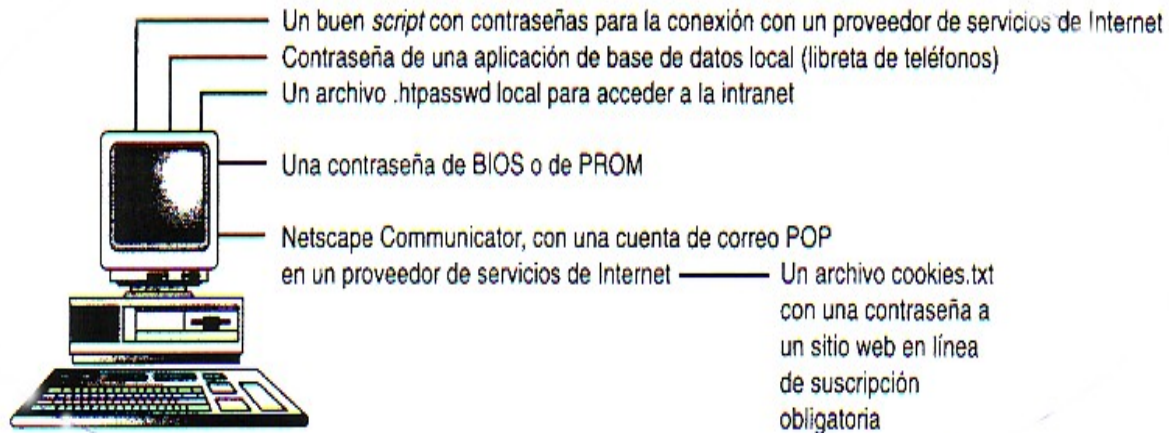 Un buen script con contraseñas para la conexión con un proveedor de servicios de Internet
Contraseña de una aplicación de base de datos local (libreta de teléfonos)
Un archivo .htpasswd local para acceder a la intranet
Una contraseña de BIOS o de PROM
Netscape Communicator, con una cuenta de correo POP
en un proveedor de servicios de Internet
Un archivo cookies.txt
con una contraseña a
un sitio web en línea
de suscripción
obligatoria